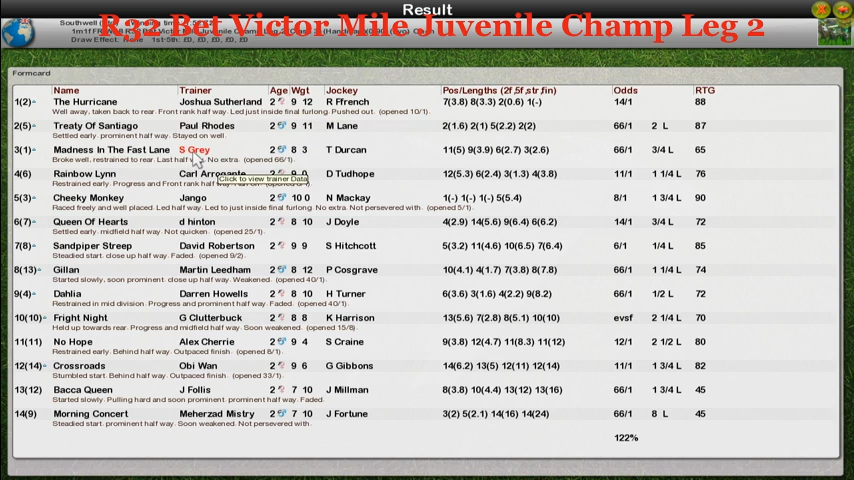 Result
R32 Bet Victor Mile Juvenile Champ Leg 2
Formcard
Name Trainer Age Wgt Jockey Pos/Lengths (2f,5f,str,fin) Odds RTG
1(2) The Hurricane Joshua Sutherland 2 9 12 R Ffrench 7(3.8) 8(3.3) 2(0.6) 1(-) 14/1 88
Well away, taken back to rear. Front rank half way. Led just inside final furlong. Pushed out. (opened 10/1).
2(5) Treaty Of Santiago Paul Rhodes 2 9 11 M Lane 2(1.6) 2(1) 5(2.2) 2(2) 66/1 2 L 87
Settled early. prominent half way. Stayed on well.
3(1) Madness In The Fast Lane S Grey 2 8 3 T Durcan 11(5) 9(3.9) 6(2.7) 3(2.6) 66/1 3/4 L 65
Broke well, restrained to rear. Last half way. No extra. (opened 66/1).
4(6) Rainbow Lynn Carl Arrogante 2 9 0 D Tudhope 12(5.3) 6(2.4) 3(1.3) 4(3.8) 11/1 1 1/4 L 76
Click to view trainer Data
Restrained early. Progress and Front rank half way.
5(3) Cheeky Monkey Jango 2 10 0 N Mackay 1(-) 1(-) 1(-) 5(5.4) 8/1 1 3/4 L 90
Raced freely and well placed. Led half way. Led to just inside final furlong. No extra. Not persevered with. (opened 5/1).
6(7) Queen Of Hearts d hinton 2 8 10 J Doyle 4(2.9) 14(5.6) 9(6.4) 6(6.2) 14/1 3/4 L 72
Settled early. midfield half way. Not quicken. (opened 25/1)
7(8) Sandpiper Streep David Robertson 2 9 9 S Hitchcott 5(3.2) 11(4.6) 10(6.5) 7(6.4) 6/1 1/4 L 85
Steadied start. close up half way. Faded. (opened 9/2)
8(13) Gillan Martin Leedham 2 8 12 P Cosgrave 10(4.1) 4(1.7) 7(3.8) 8(7.8) 66/1 1 1/4 L 74
Started slowly, soon prominent. close up half way. Weakened. (opened 40/1)
9(4) Dahlia Darren Howells 2 8 10 H Turner 6(3.6) 3(1.6) 4(2.2) 9(8.2) 66/1 1/2 L 72
Restrained in mid division. Progress and prominent half way. Faded. (opened 40/1)
10(10) Fright Night G Clutterbuck 2 8 8 K Harrison 13(5.6) 7(2.8) 8(5.1) 10(10) evsf 2 1/4 L 70
Held up towards rear. Progress and midfield half way. Soon weakened. (opened 15/8)
11(11) No Hope Alex Cherrie 2 9 4 S Craine 9(3.8) 12(4.7) 11(8.3) 11(12) 12/1 2 1/2 L 80
Restrained early. Behind half way. Outpaced finish. (opened 8/1)
12(14) Crossroads Obi Wan 2 9 6 G Gibbons 14(6.2) 13(5) 12(11) 12(14) 11/1 1 3/4 L 82
Stumbled start. Behind half way. Outpaced finish. (opened 33/1)
13(12) Bacca Queen J Follis 2 7 10 J Millman 8(3.8) 10(4.4) 13(12) 13(16) 66/1 1 3/4 L 45
Started slowly. Pulling hard and soon prominent. prominent half way. Faded.
14(9) Morning Concert Meherzad Mistry 2 7 10 J Fortune 3(2) 5(2.1) 14(16) 14(24) 66/1 8 L 45
Steadied start. prominent half way. Soon weakened. Not persevered with.
122%